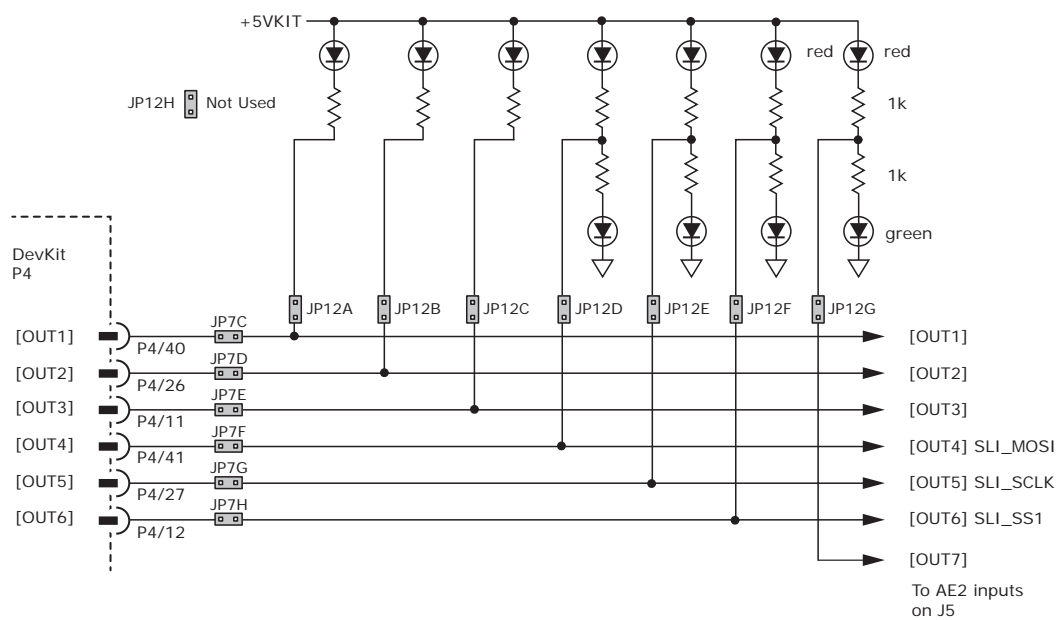 +5VKIT
red
red
JP12H
Not Used
1k
1k
green
DevKit
P4
JP12A
JP12B
JP12C
JP12D
JP12E
JP12F
JP12G
[OUT1]
P4/40
JP7C
[OUT1]
[OUT2]
P4/26
JP7D
[OUT2]
[OUT3]
P4/11
JP7E
[OUT3]
[OUT4]
P4/41
JP7F
[OUT4] SLI_MOSI
[OUT5]
P4/27
JP7G
[OUT5] SLI_SCLK
[OUT6]
P4/12
JP7H
[OUT6] SLI_SS1
[OUT7]
To AE2 inputs
on J5